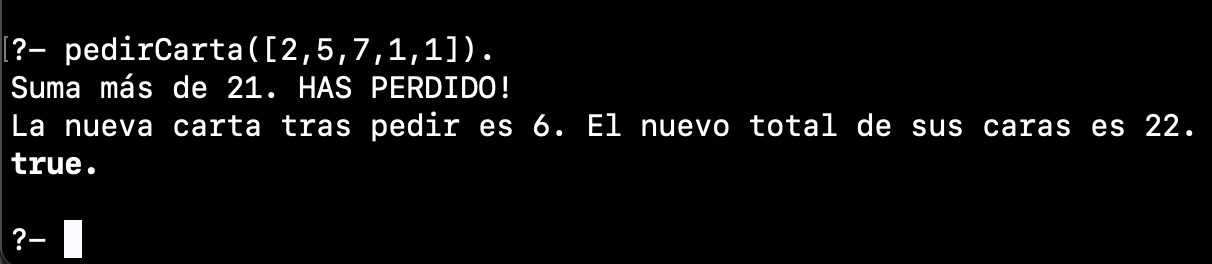 ?- pedirCarta([2,5,7,1,1]).
Suma más de 21. HAS PERDIDO!
La nueva carta tras pedir es 6. El nuevo total de sus caras es 22.
true.
?-